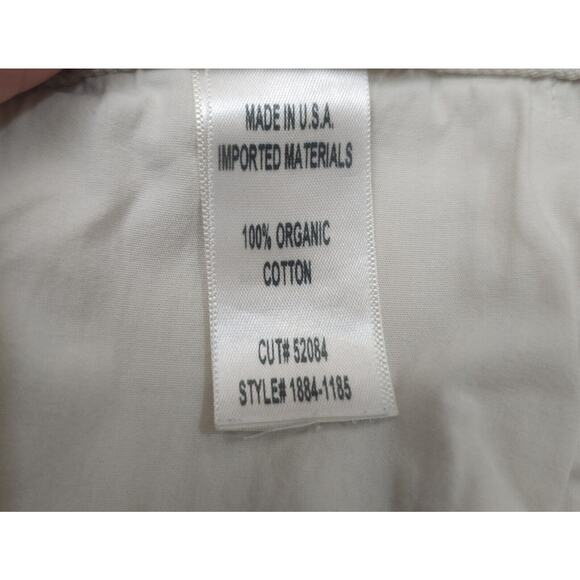 MADE IN U.S.A.
IMPORTED MATERIALS
100% ORGANIC
COTTON
CUT# 52084
STYLE# 1884-1185